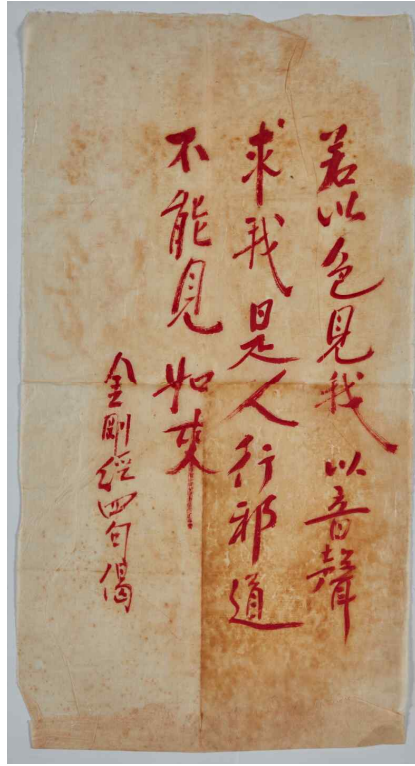 若以色見我以音聲
求我是人行邪道
不能見如來
金剛經四句偈